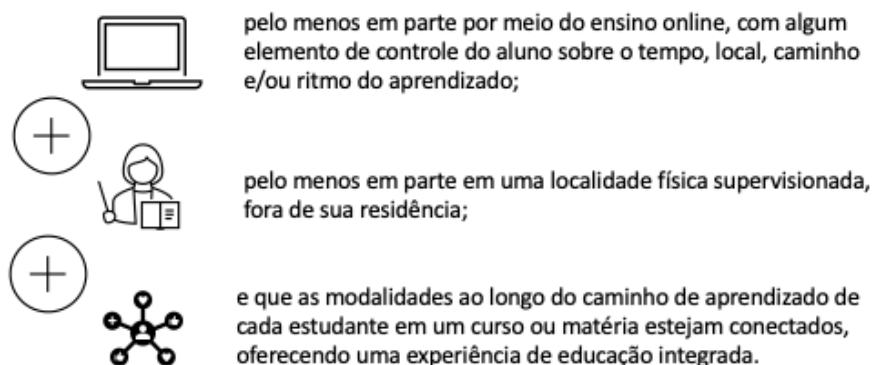 pelo menos em parte por meio do ensino online, com algum
elemento de controle do aluno sobre o tempo, local, caminho
e/ou ritmo do aprendizado;
pelo menos em parte em uma localidade física supervisionada,
fora de sua residência;
e que as modalidades ao longo do caminho de aprendizado de
cada estudante em um curso ou matéria estejam conectados,
oferecendo uma experiência de educação integrada.